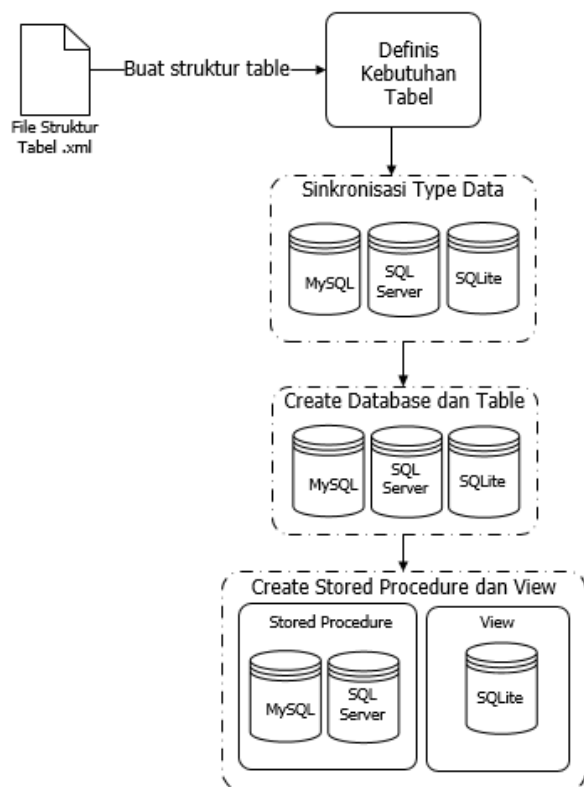 Buat struktur table
Definis
Kebutuhan
Tabel
File Struktur
Tabel .xml
Sinkronisasi Type Data
MySQL
SQL
Server
SQLite
Create Database dan Table
MySQL
SQL
Server
SQLite
Create Stored Procedure dan View
Stored Procedure
MySQL
SQL
Server
View
SQLite